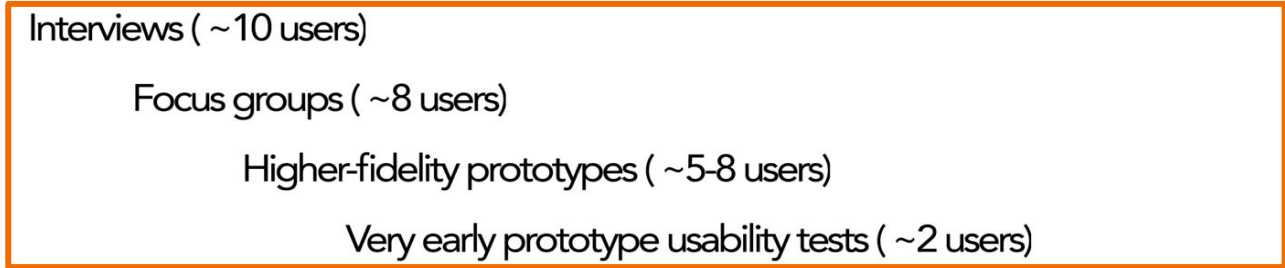 Interviews ( ~10 users)
Focus groups ( ~8 users)
Higher-fidelity prototypes ( ~5-8 users)
Very early prototype usability tests ( ~2 users)